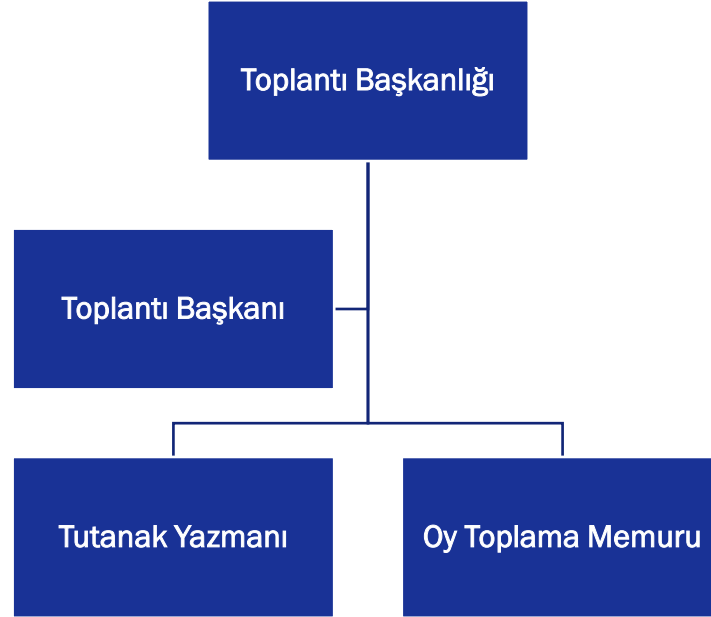 Toplantı Başkanlığı
Toplantı Başkanı
Tutanak Yazmanı
Oy Toplama Memuru